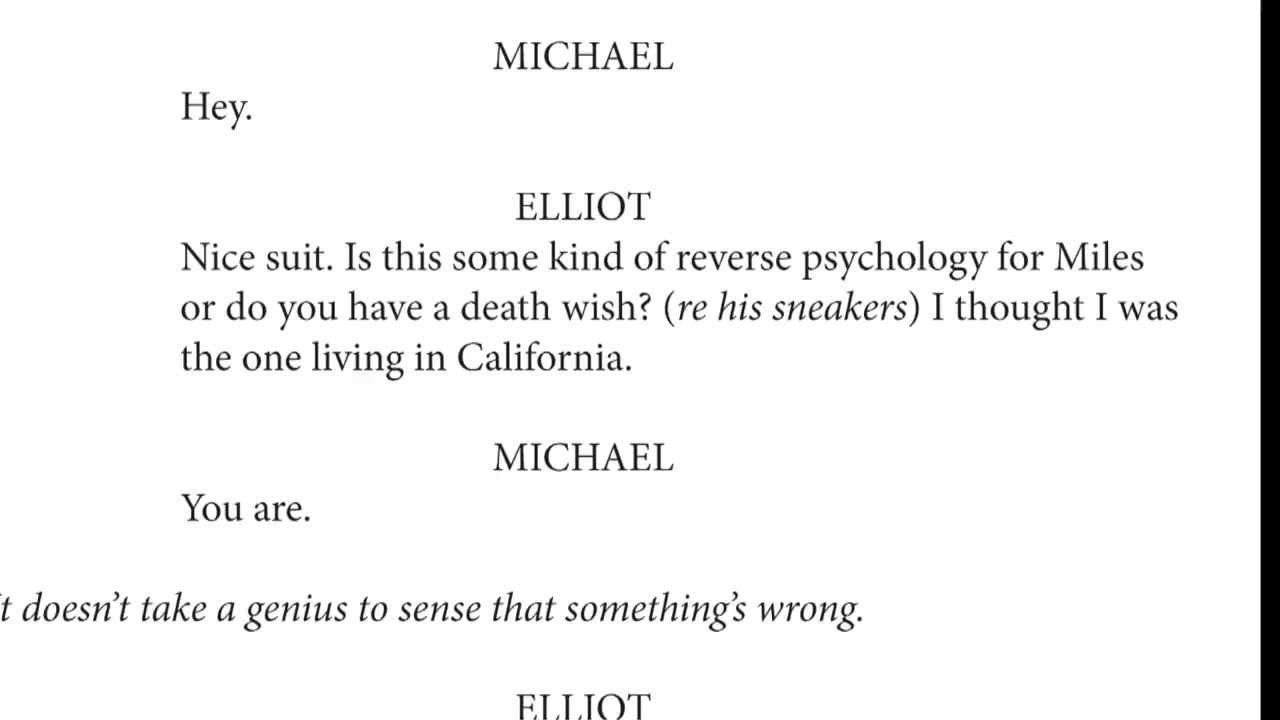 MICHAEL
Hey.
ELLIOT
Nice suit. Is this some kind of reverse psychology for Miles
or do you have a death wish? (re his sneakers) I thought I was
the one living in California.
MICHAEL
You are.
t doesn’t take a genius to sense that something’s wrong.
ELLIOT